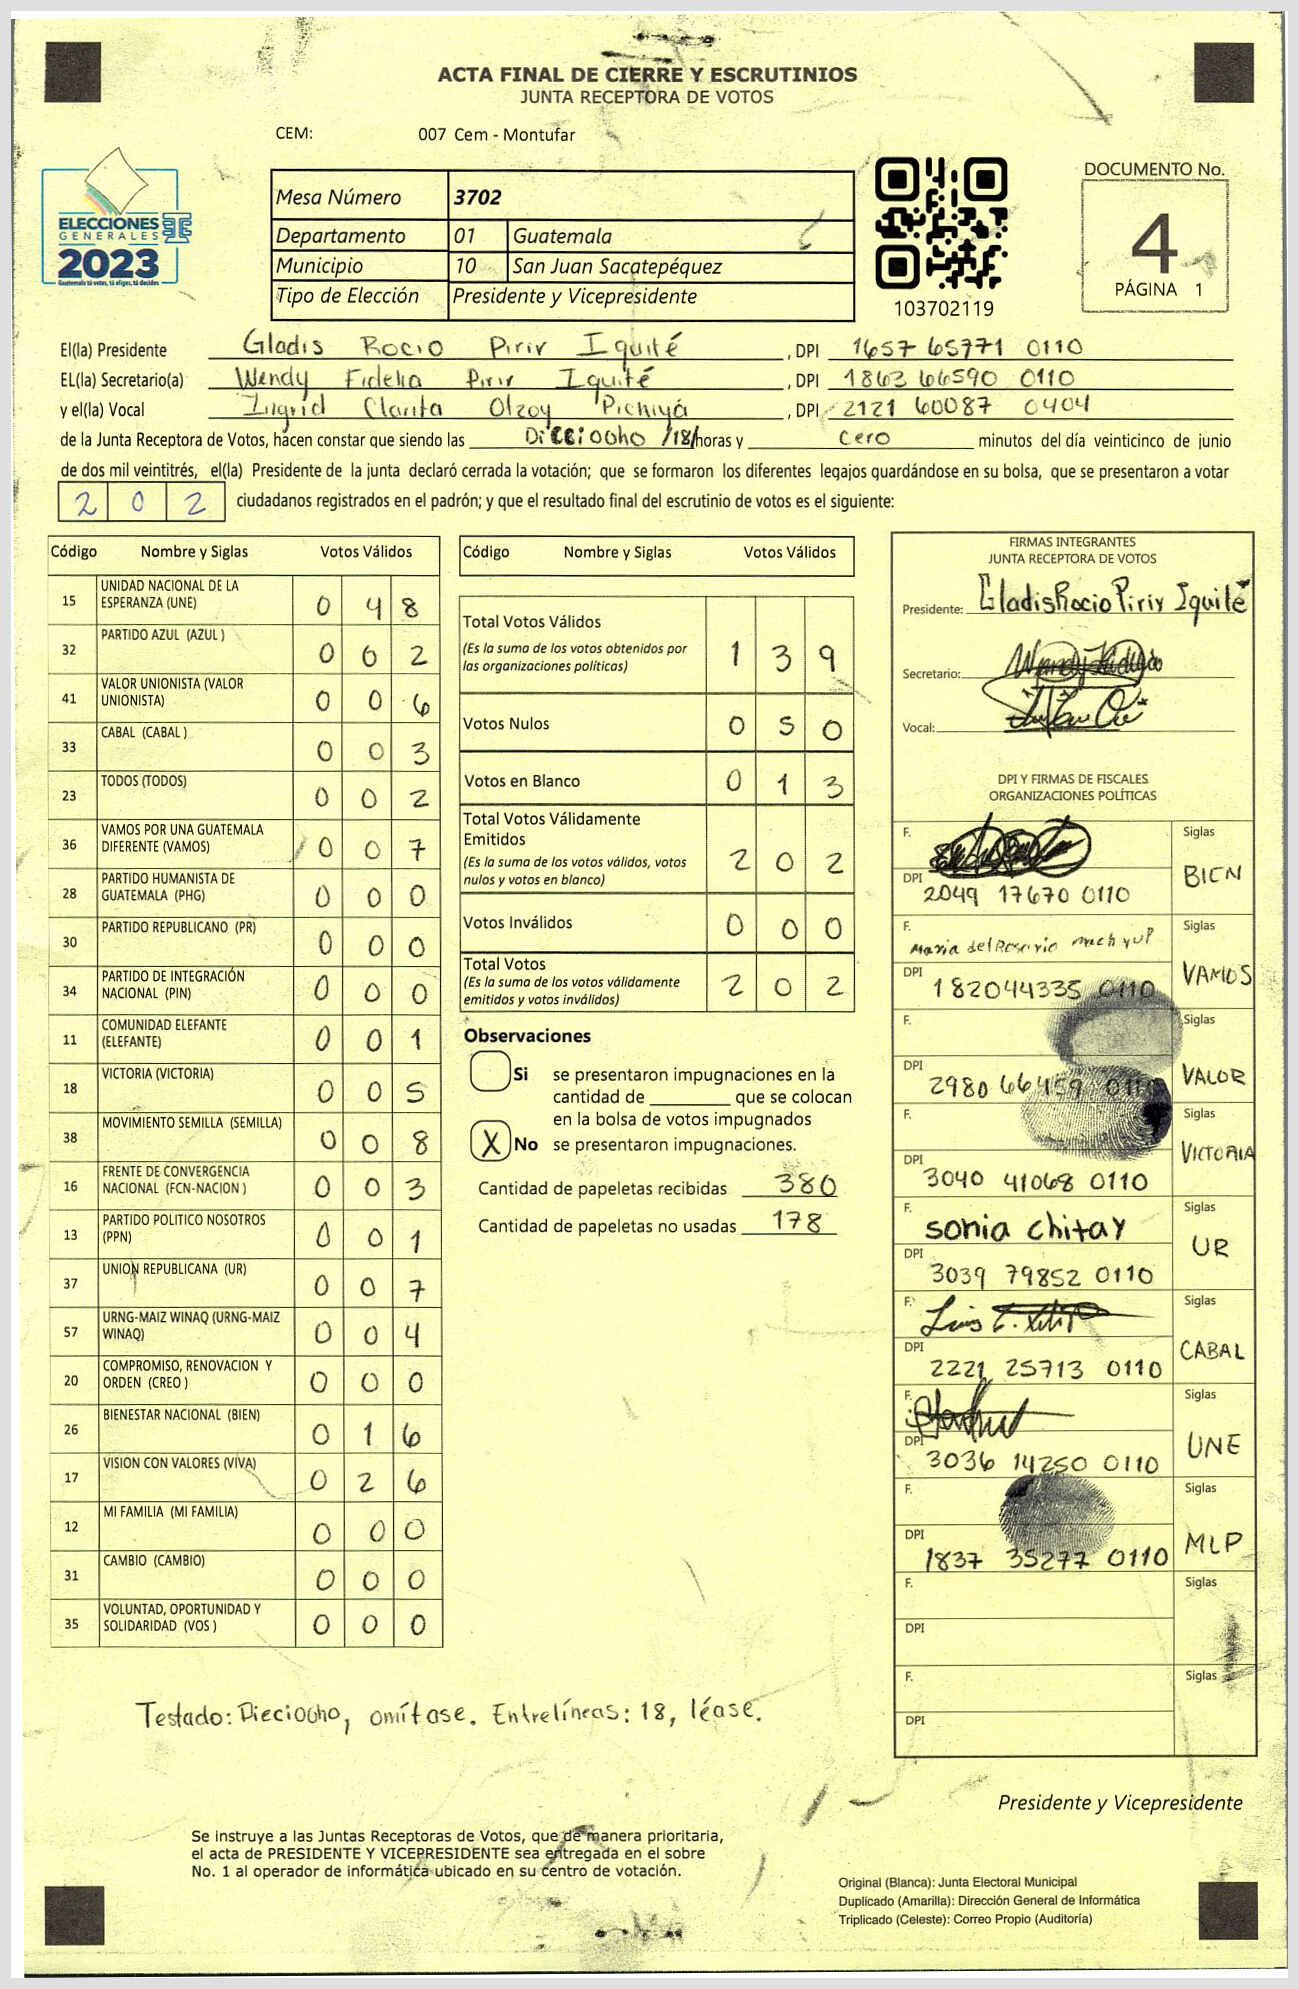 ACTA FINAL DE CIERRE Y ESCRUTINIOS
JUNTA RECEPTORA DE VOTOS
CEM: 007 Cem - Montufar
ELECCIONES
GENERALES
2023
Guatemala tú votas, tú eliges, tú decides
Mesa Número 3702
Departamento 01 Guatemala
Municipio 10 San Juan Sacatepéquez
Tipo de Elección Presidente y Vicepresidente
103702119
DOCUMENTO No.
4
PÁGINA 1
El(la) Presidente Gladis Rocio Pirir Iquité, DPI 1657 65771 0110
EL(la) Secretario(a) Wendy Fidelia Pirir Iquité, DPI 1863 66590 0110
y el(la) Vocal Ingrid Clarita Olzoy Pichiyá, DPI 2121 60087 0404
de la Junta Receptora de Votos, hacen constar que siendo las Dieciocho /18/ horas y cero minutos del día veinticinco de junio
de dos mil veintitrés, el(la) Presidente de la junta declaró cerrada la votación; que se formaron los diferentes legajos quardándose en su bolsa, que se presentaron a votar
202 ciudadanos registrados en el padrón; y que el resultado final del escrutinio de votos es el siguiente:
Código Nombre y Siglas Votos Válidos
15 UNIDAD NACIONAL DE LA ESPERANZA (UNE) 0 4 8
32 PARTIDO AZUL (AZUL ) 0 0 2
41 VALOR UNIONISTA (VALOR UNIONISTA) 0 0 6
33 CABAL (CABAL ) 0 0 3
23 TODOS (TODOS) 0 0 2
36 VAMOS POR UNA GUATEMALA DIFERENTE (VAMOS) 0 0 7
28 PARTIDO HUMANISTA DE GUATEMALA (PHG) 0 0 0
30 PARTIDO REPUBLICANO (PR) 0 0 0
34 PARTIDO DE INTEGRACIÓN NACIONAL (PIN) 0 0 0
11 COMUNIDAD ELEFANTE (ELEFANTE) 0 0 1
18 VICTORIA (VICTORIA) 0 0 5
38 MOVIMIENTO SEMILLA (SEMILLA) 0 0 8
16 FRENTE DE CONVERGENCIA NACIONAL (FCN-NACION ) 0 0 3
13 PARTIDO POLITICO NOSOTROS (PPN) 0 0 1
37 UNION REPUBLICANA (UR) 0 0 7
57 URNG-MAIZ WINAQ (URNG-MAIZ WINAQ) 0 0 4
20 COMPROMISO, RENOVACION Y ORDEN (CREO ) 0 0 0
26 BIENESTAR NACIONAL (BIEN) 0 1 6
17 VISION CON VALORES (VIVA) 0 2 6
12 MI FAMILIA (MI FAMILIA) 0 0 0
31 CAMBIO (CAMBIO) 0 0 0
35 VOLUNTAD, OPORTUNIDAD Y SOLIDARIDAD (VOS ) 0 0 0
Código Nombre y Siglas Votos Válidos
Total Votos Válidos 1 3 9
(Es la suma de los votos obtenidos por
las organizaciones políticas)
Votos Nulos 0 5 0
Votos en Blanco 0 1 3
Total Votos Válidamente
Emitidos 2 0 2
(Es la suma de los votos válidos, votos
nulos y votos en blanco)
Votos Inválidos 0 0 0
Total Votos 2 0 2
(Es la suma de los votos válidamente
emitidos y votos inválidos)
Observaciones
Si se presentaron impugnaciones en la
cantidad de ________ que se colocan
en la bolsa de votos impugnados
X No se presentaron impugnaciones.
Cantidad de papeletas recibidas 380
Cantidad de papeletas no usadas 178
FIRMAS INTEGRANTES
JUNTA RECEPTORA DE VOTOS
Presidente: Gladis Rocio Pirir Iquité
Secretario:
Vocal:
DPI Y FIRMAS DE FISCALES
ORGANIZACIONES POLÍTICAS
F. Siglas
DPI 2049 17670 0110 BIEN
F. Maria del Rosario Siglas
DPI 182044335 0110 VAMOS
F. Siglas
DPI 2980 66459 0110 VALOR
F. Siglas
DPI 3040 41068 0110 VICTORIA
F. sonia chitay Siglas
DPI 3039 79852 0110 UR
F. Luis Siglas
DPI 2221 25713 0110 CABAL
F. Siglas
DPI 3036 14250 0110 UNE
F. Siglas
DPI 1837 35277 0110 MLP
F. Siglas
DPI
F. Siglas
DPI
Testado: Dieciocho, omítase. Entrelíneas: 18, léase.
Presidente y Vicepresidente
Se instruye a las Juntas Receptoras de Votos, que de manera prioritaria,
el acta de PRESIDENTE Y VICEPRESIDENTE sea entregada en el sobre
No. 1 al operador de informática ubicado en su centro de votación.
Original (Blanca): Junta Electoral Municipal
Duplicado (Amarilla): Dirección General de Informática
Triplicado (Celeste): Correo Propio (Auditoría)